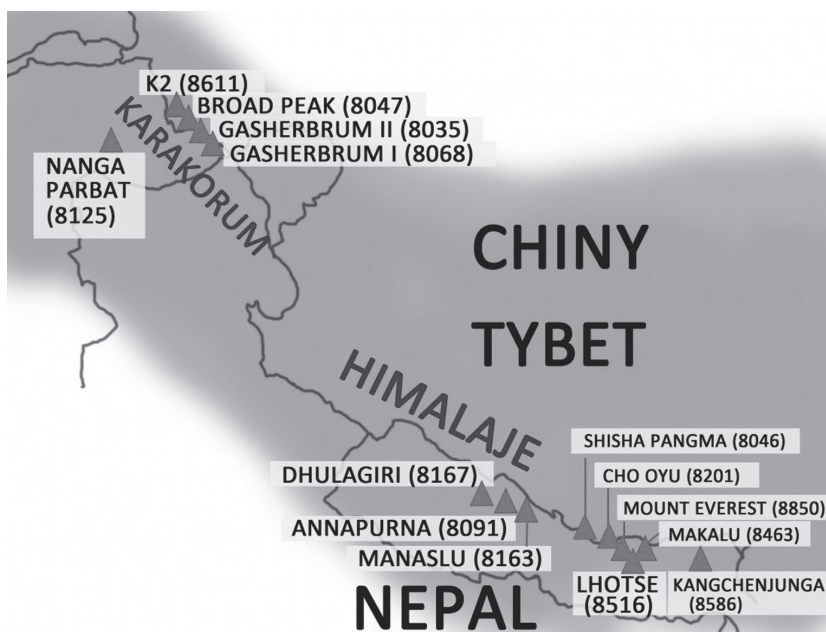 K2 (8611)
BROAD PEAK (8047)
GASHERBRUM II (8035)
GASHERBRUM I (8068)
KARAKORUM
NANGA
PARBAT
(8125)
CHINY
TYBET
HIMALAJE
SHISHA PANGMA (8046)
DHULAGIRI (8167)
CHO OYU (8201)
MOUNT EVEREST (8850)
ANNAPURNA (8091)
MAKALU (8463)
MANASLU (8163)
LHOTSE
(8516)
KANGCHENJUNGA
(8586)
NEPAL